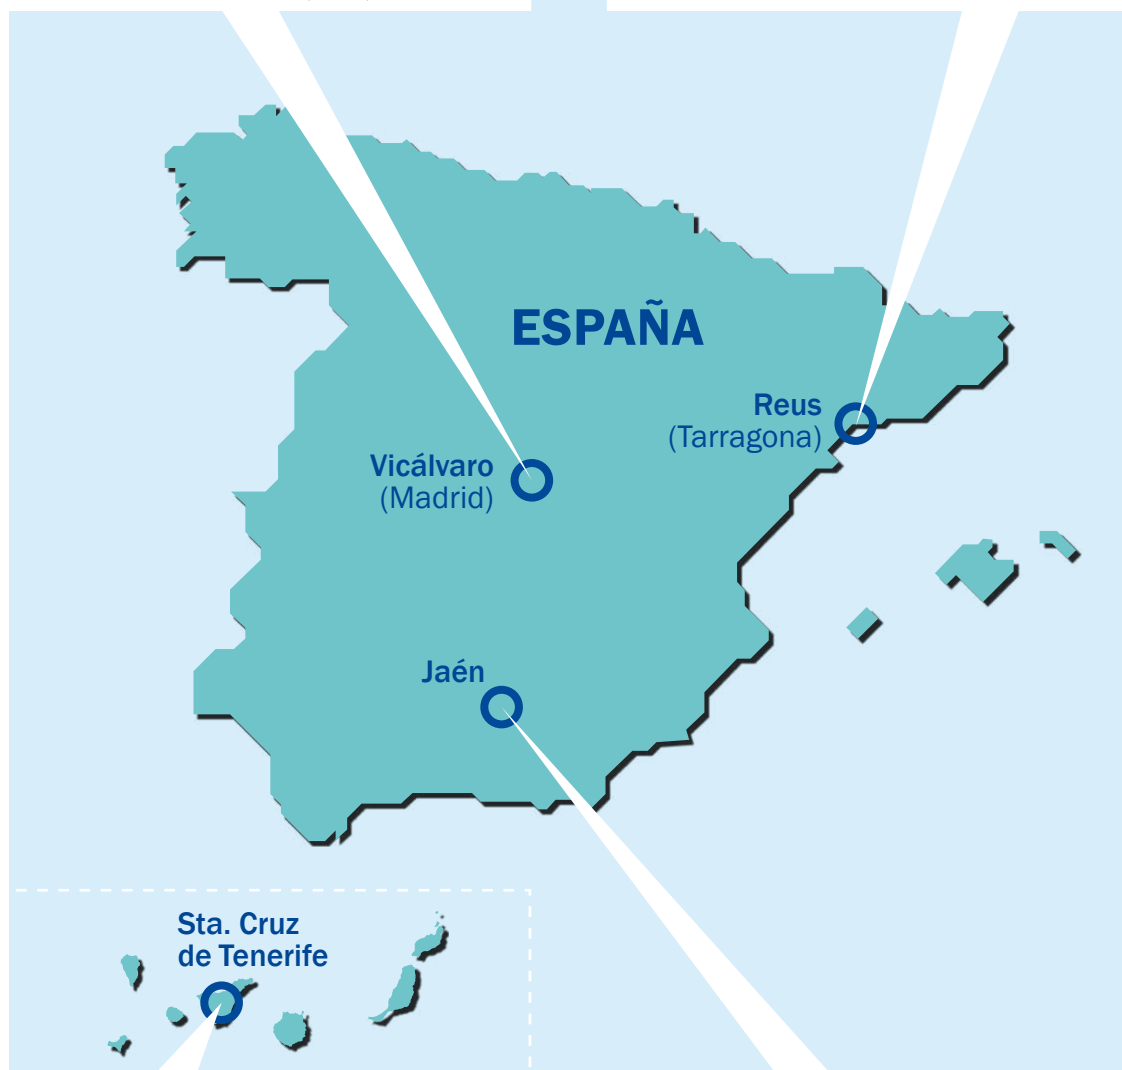 ESPAÑA
Reus
(Tarragona)
Vicálvaro
(Madrid)
Jaén
Sta. Cruz
de Tenerife